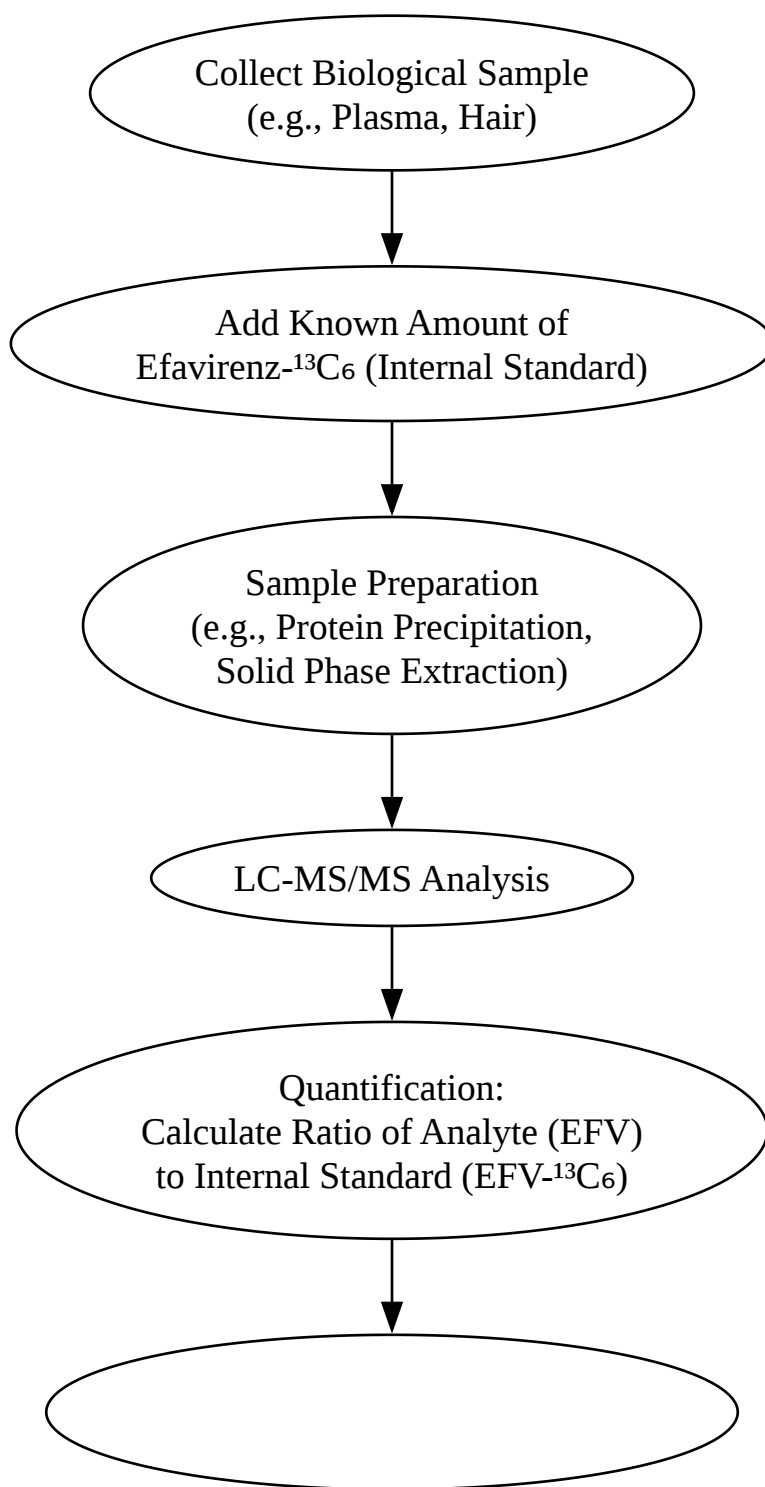 Collect Biological Sample
(e.g., Plasma, Hair)
Add Known Amount of
Efavirenz-¹³C₆ (Internal Standard)
Sample Preparation
(e.g., Protein Precipitation,
Solid Phase Extraction)
LC-MS/MS Analysis
Quantification:
Calculate Ratio of Analyte (EFV)
to Internal Standard (EFV-¹³C₆)